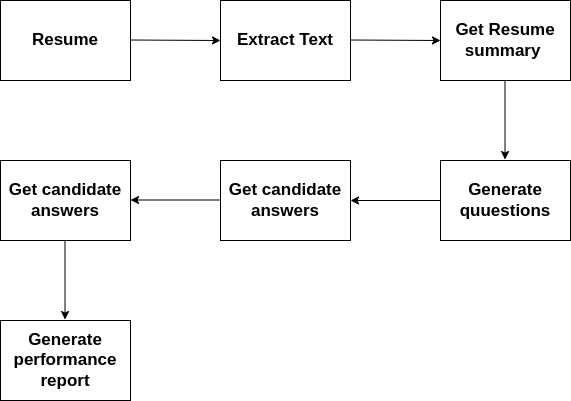 Resume
Extract Text
Get Resume
summary
Get candidate
answers
Get candidate
answers
Generate
quuestions
Generate
performance
report